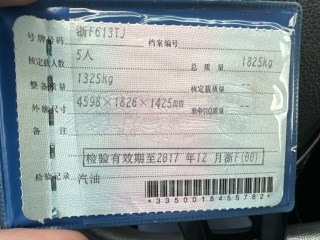 号牌号码 浙F613TJ 档案编号
核定载人数 5人 总质量 1825kg
整备质量 1325kg 核定载质量 --
外廓尺寸 4598×1826×1425mm 准牵引总质量 --
备注
检验有效期至2017年12月浙F(00)
检验记录 汽油
*3350018455782*